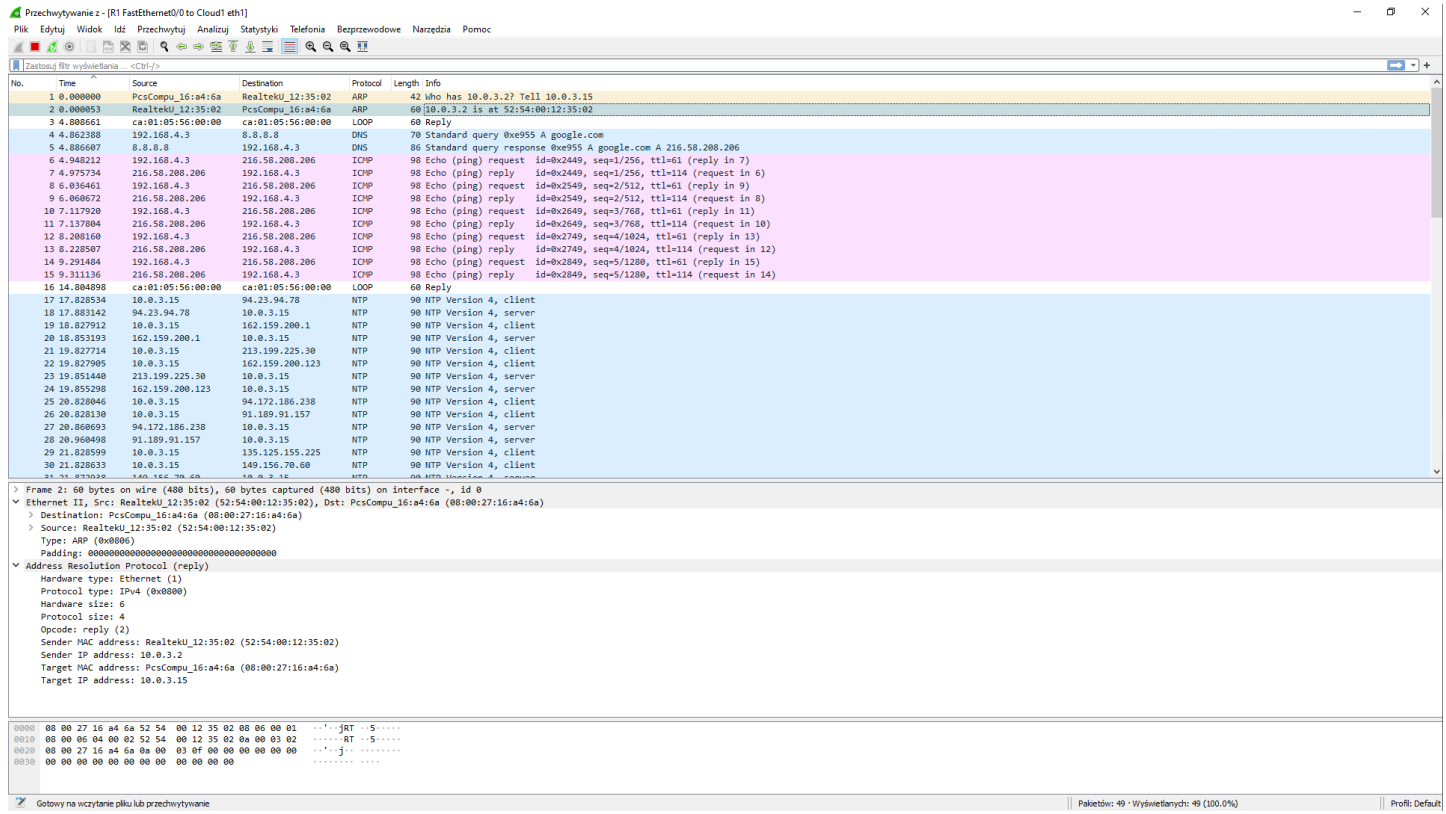 Przechwytywanie z - [R1 FastEthernet0/0 to Cloud1 eth1]
Plik Edytuj Widok Idź Przechwytuj Analizuj Statystyki Telefonia Bezprzewodowe Narzędzia Pomoc
Zastosuj filtr wyświetlania ... <Ctrl-/>
No. Time Source Destination Protocol Length Info
1 0.000000 PcsCompu_16:a4:6a RealtekU_12:35:02 ARP 42 Who has 10.0.3.2? Tell 10.0.3.15
2 0.000053 RealtekU_12:35:02 PcsCompu_16:a4:6a ARP 60 10.0.3.2 is at 52:54:00:12:35:02
3 4.808661 ca:01:05:56:00:00 ca:01:05:56:00:00 LOOP 60 Reply
4 4.862388 192.168.4.3 8.8.8.8 DNS 70 Standard query 0xe955 A google.com
5 4.886607 8.8.8.8 192.168.4.3 DNS 86 Standard query response 0xe955 A google.com A 216.58.208.206
6 4.948212 192.168.4.3 216.58.208.206 ICMP 98 Echo (ping) request id=0x2449, seq=1/256, ttl=61 (reply in 7)
7 4.975734 216.58.208.206 192.168.4.3 ICMP 98 Echo (ping) reply id=0x2449, seq=1/256, ttl=114 (request in 6)
8 6.036461 192.168.4.3 216.58.208.206 ICMP 98 Echo (ping) request id=0x2549, seq=2/512, ttl=61 (reply in 9)
9 6.060672 216.58.208.206 192.168.4.3 ICMP 98 Echo (ping) reply id=0x2549, seq=2/512, ttl=114 (request in 8)
10 7.117920 192.168.4.3 216.58.208.206 ICMP 98 Echo (ping) request id=0x2649, seq=3/768, ttl=61 (reply in 11)
11 7.137804 216.58.208.206 192.168.4.3 ICMP 98 Echo (ping) reply id=0x2649, seq=3/768, ttl=114 (request in 10)
12 8.208160 192.168.4.3 216.58.208.206 ICMP 98 Echo (ping) request id=0x2749, seq=4/1024, ttl=61 (reply in 13)
13 8.228507 216.58.208.206 192.168.4.3 ICMP 98 Echo (ping) reply id=0x2749, seq=4/1024, ttl=114 (request in 12)
14 9.291484 192.168.4.3 216.58.208.206 ICMP 98 Echo (ping) request id=0x2849, seq=5/1280, ttl=61 (reply in 15)
15 9.311136 216.58.208.206 192.168.4.3 ICMP 98 Echo (ping) reply id=0x2849, seq=5/1280, ttl=114 (request in 14)
16 14.804898 ca:01:05:56:00:00 ca:01:05:56:00:00 LOOP 60 Reply
17 17.828534 10.0.3.15 94.23.94.78 NTP 90 NTP Version 4, client
18 17.883142 94.23.94.78 10.0.3.15 NTP 90 NTP Version 4, server
19 18.827912 10.0.3.15 162.159.200.1 NTP 90 NTP Version 4, client
20 18.853193 162.159.200.1 10.0.3.15 NTP 90 NTP Version 4, server
21 19.827714 10.0.3.15 213.199.225.30 NTP 90 NTP Version 4, client
22 19.827905 10.0.3.15 162.159.200.123 NTP 90 NTP Version 4, client
23 19.851440 213.199.225.30 10.0.3.15 NTP 90 NTP Version 4, server
24 19.855298 162.159.200.123 10.0.3.15 NTP 90 NTP Version 4, server
25 20.828046 10.0.3.15 94.172.186.238 NTP 90 NTP Version 4, client
26 20.828130 10.0.3.15 91.189.91.157 NTP 90 NTP Version 4, client
27 20.860693 94.172.186.238 10.0.3.15 NTP 90 NTP Version 4, server
28 20.960498 91.189.91.157 10.0.3.15 NTP 90 NTP Version 4, server
29 21.828599 10.0.3.15 135.125.155.225 NTP 90 NTP Version 4, client
30 21.828633 10.0.3.15 149.156.70.60 NTP 90 NTP Version 4, client
31 21.872938 149.156.70.60 10.0.3.15 NTP 90 NTP Version 4, server
Frame 2: 60 bytes on wire (480 bits), 60 bytes captured (480 bits) on interface -, id 0
Ethernet II, Src: RealtekU_12:35:02 (52:54:00:12:35:02), Dst: PcsCompu_16:a4:6a (08:00:27:16:a4:6a)
Destination: PcsCompu_16:a4:6a (08:00:27:16:a4:6a)
Source: RealtekU_12:35:02 (52:54:00:12:35:02)
Type: ARP (0x0806)
Padding: 000000000000000000000000000000000000
Address Resolution Protocol (reply)
Hardware type: Ethernet (1)
Protocol type: IPv4 (0x0800)
Hardware size: 6
Protocol size: 4
Opcode: reply (2)
Sender MAC address: RealtekU_12:35:02 (52:54:00:12:35:02)
Sender IP address: 10.0.3.2
Target MAC address: PcsCompu_16:a4:6a (08:00:27:16:a4:6a)
Target IP address: 10.0.3.15
0000 08 00 27 16 a4 6a 52 54 00 12 35 02 08 06 00 01 ··'··jRT ··5·····
0010 08 00 06 04 00 02 52 54 00 12 35 02 0a 00 03 02 ······RT ··5·····
0020 08 00 27 16 a4 6a 0a 00 03 0f 00 00 00 00 00 00 ··'··j·· ········
0030 00 00 00 00 00 00 00 00 00 00 00 00 ········ ····
Gotowy na wczytanie pliku lub przechwytywanie Pakietów: 49 · Wyświetlanych: 49 (100.0%) Profil: Default